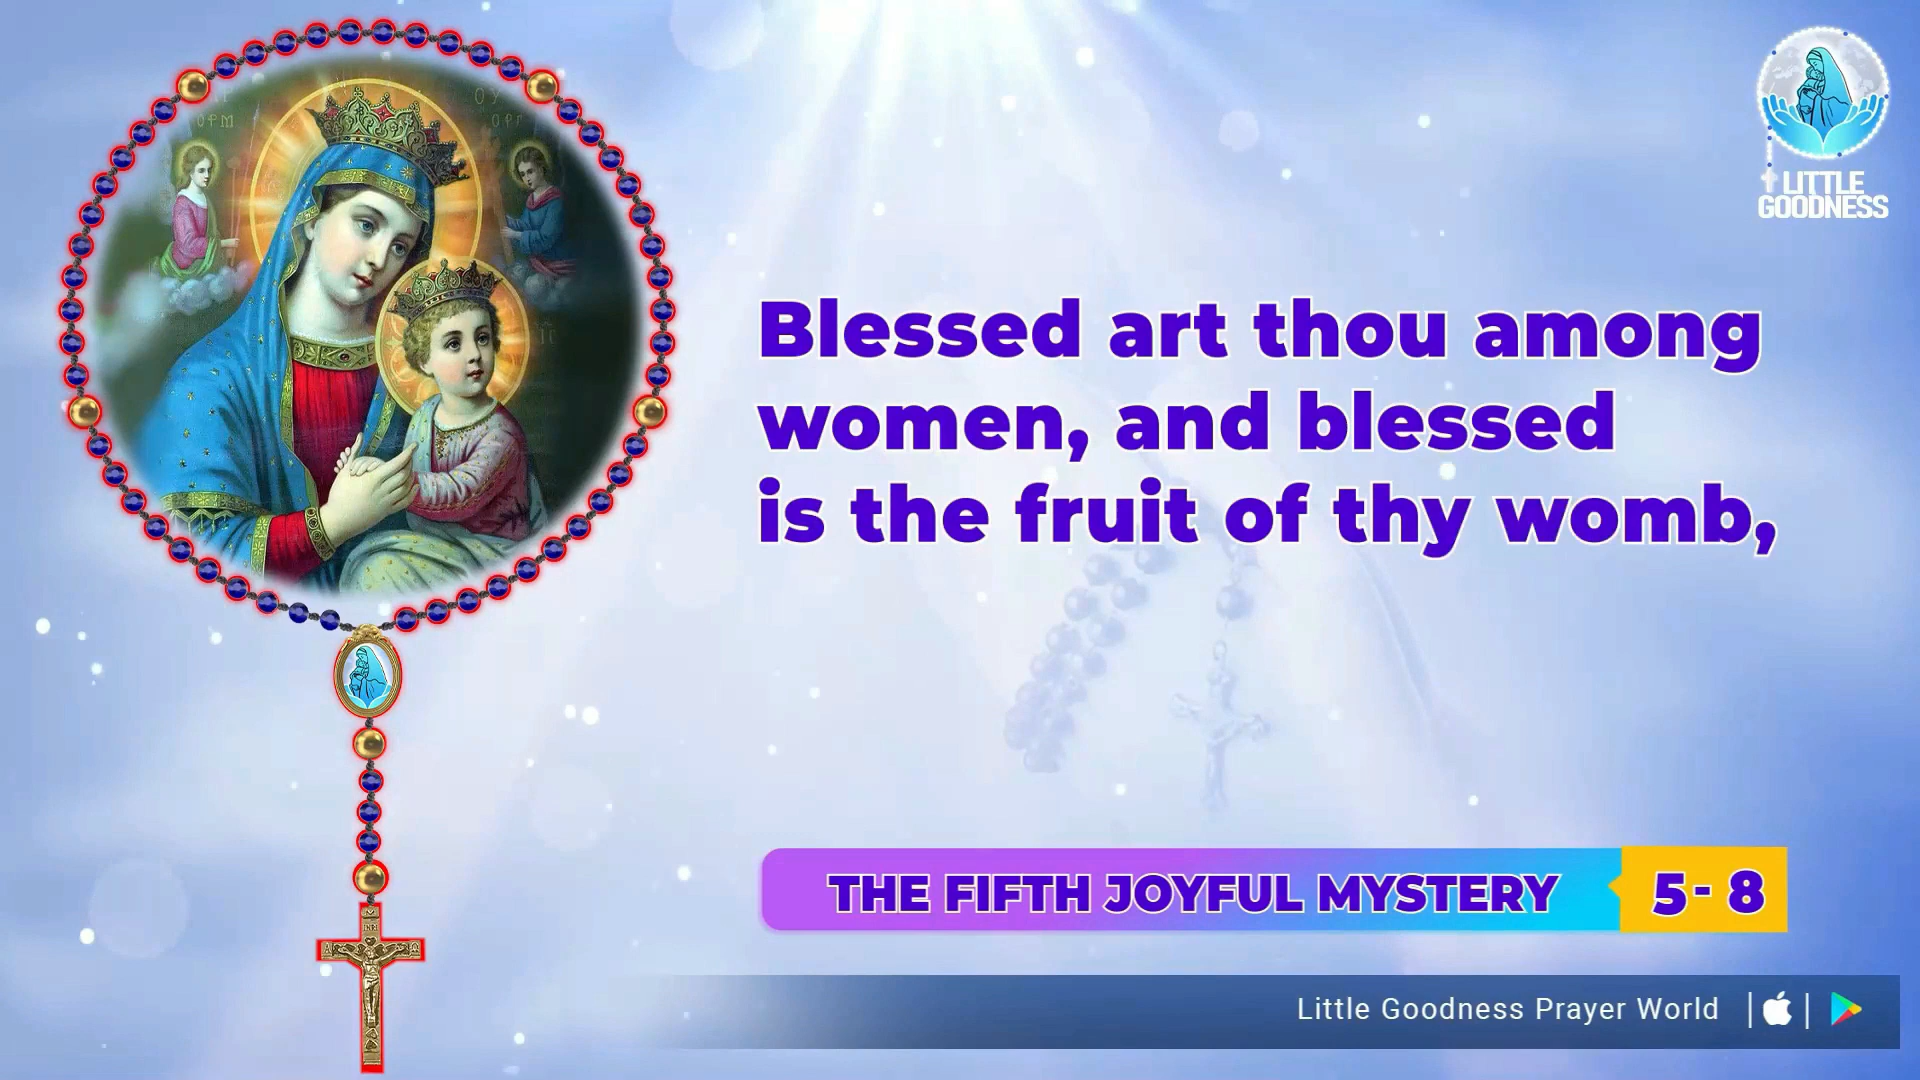 LITTLE
GOODNESS
Blessed art thou among
women, and blessed
is the fruit of thy womb,
THE FIFTH JOYFUL MYSTERY
5- 8
Little Goodness Prayer World
INRI